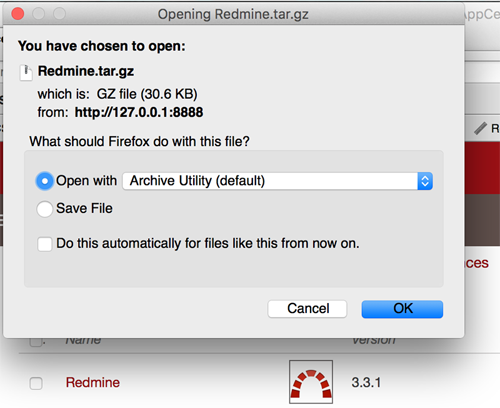 Opening Redmine.tar.gz
AppCe
You have chosen to open:
Redmine.tar.gz
which is: GZ file (30.6 KB)
from: http://127.0.0.1:8888
What should Firefox do with this file?
R
Open with Archive Utility (default)
Save File
Do this automatically for files like this from now on.
ces
Cancel OK
Name version
Redmine 3.3.1